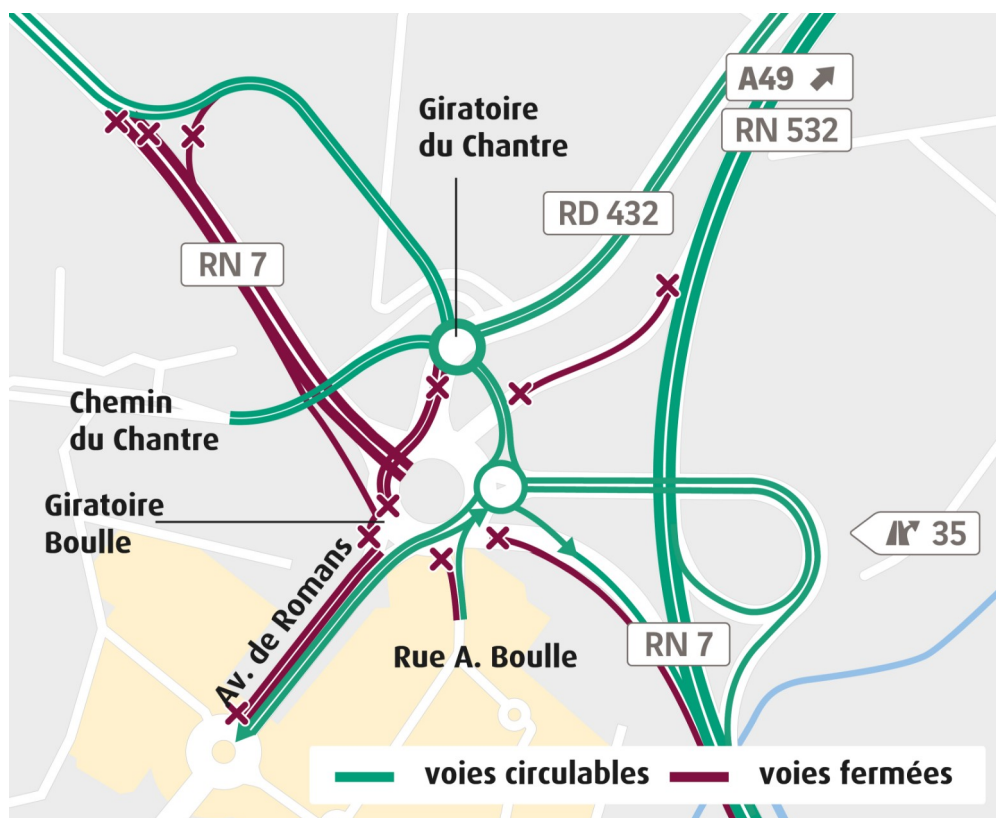 A49
RN 532
Giratoire
du Chantre
RD 432
RN 7
Chemin
du Chantre
Giratoire
Boulle
35
Av. de Romans
Rue A. Boulle
RN 7
voies circulables
voies fermées